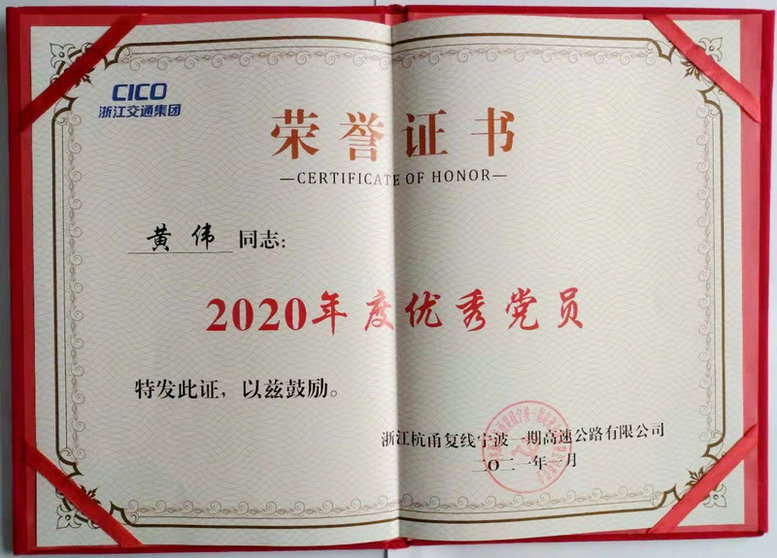 CICO
浙江交通集团
荣誉证书
—CERTIFICATE OF HONOR—
黄伟 同志:
2020年度优秀党员
特发此证，以兹鼓励。
浙江杭甬复线宁波一期高速公路有限公司
二〇二一年 月